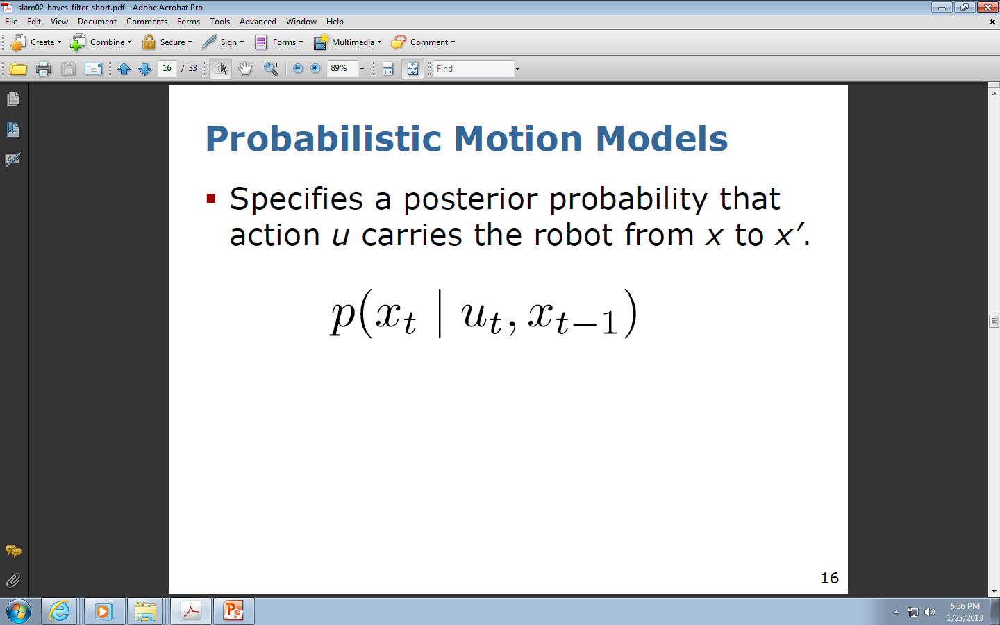 slam02-bayes-filter-short.pdf - Adobe Acrobat Pro
File Edit View Document Comments Forms Tools Advanced Window Help
Create Combine Secure Sign Forms Multimedia Comment
16 / 33 89% Find
Probabilistic Motion Models
Specifies a posterior probability that
action u carries the robot from x to x′.
p(x_t | u_t, x_{t−1})
16
5:36 PM
1/23/2013